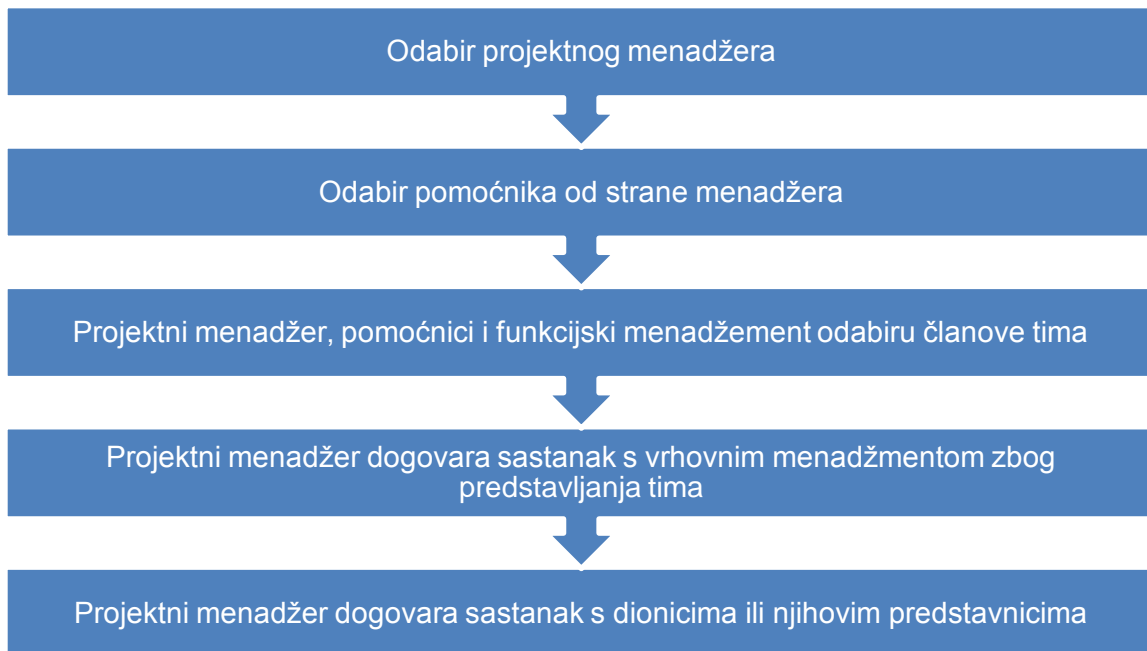 Odabir projektnog menadžera
Odabir pomoćnika od strane menadžera
Projektni menadžer, pomoćnici i funkcijski menadžement odabiru članove tima
Projektni menadžer dogovara sastanak s vrhovnim menadžmentom zbog
predstavljanja tima
Projektni menadžer dogovara sastanak s dionicima ili njihovim predstavnicima